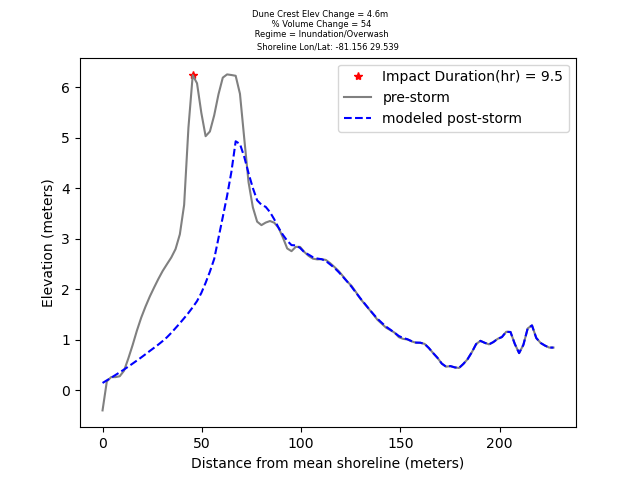 Dune Crest Elev Change = 4.6m
% Volume Change = 54
Regime = Inundation/Overwash
Shoreline Lon/Lat: -81.156 29.539
Impact Duration(hr) = 9.5
pre-storm
modeled post-storm
Elevation (meters)
6
5
4
3
2
1
0
0 50 100 150 200
Distance from mean shoreline (meters)